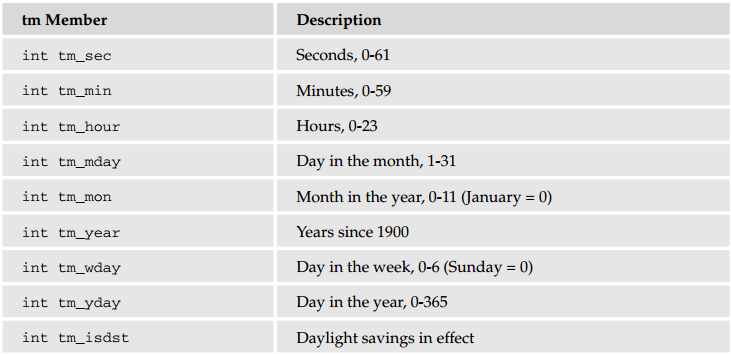 tm Member Description
int tm_sec Seconds, 0-61
int tm_min Minutes, 0-59
int tm_hour Hours, 0-23
int tm_mday Day in the month, 1-31
int tm_mon Month in the year, 0-11 (January = 0)
int tm_year Years since 1900
int tm_wday Day in the week, 0-6 (Sunday = 0)
int tm_yday Day in the year, 0-365
int tm_isdst Daylight savings in effect